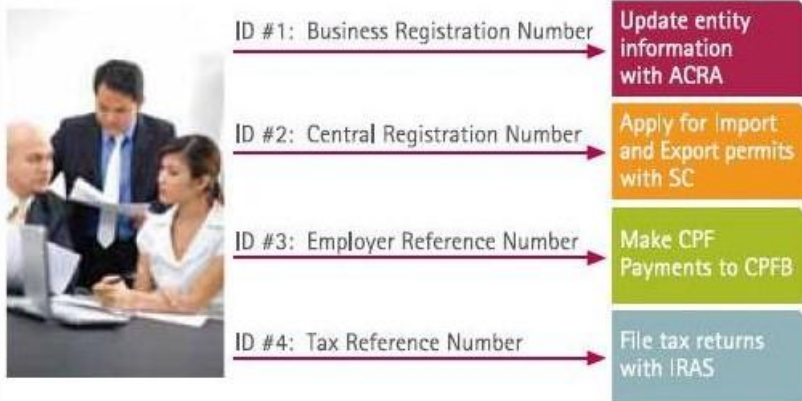 ID #1: Business Registration Number
Update entity
information
with ACRA
ID #2: Central Registration Number
Apply for Import
and Export permits
with SC
ID #3: Employer Reference Number
Make CPF
Payments to CPFB
ID #4: Tax Reference Number
File tax returns
with IRAS